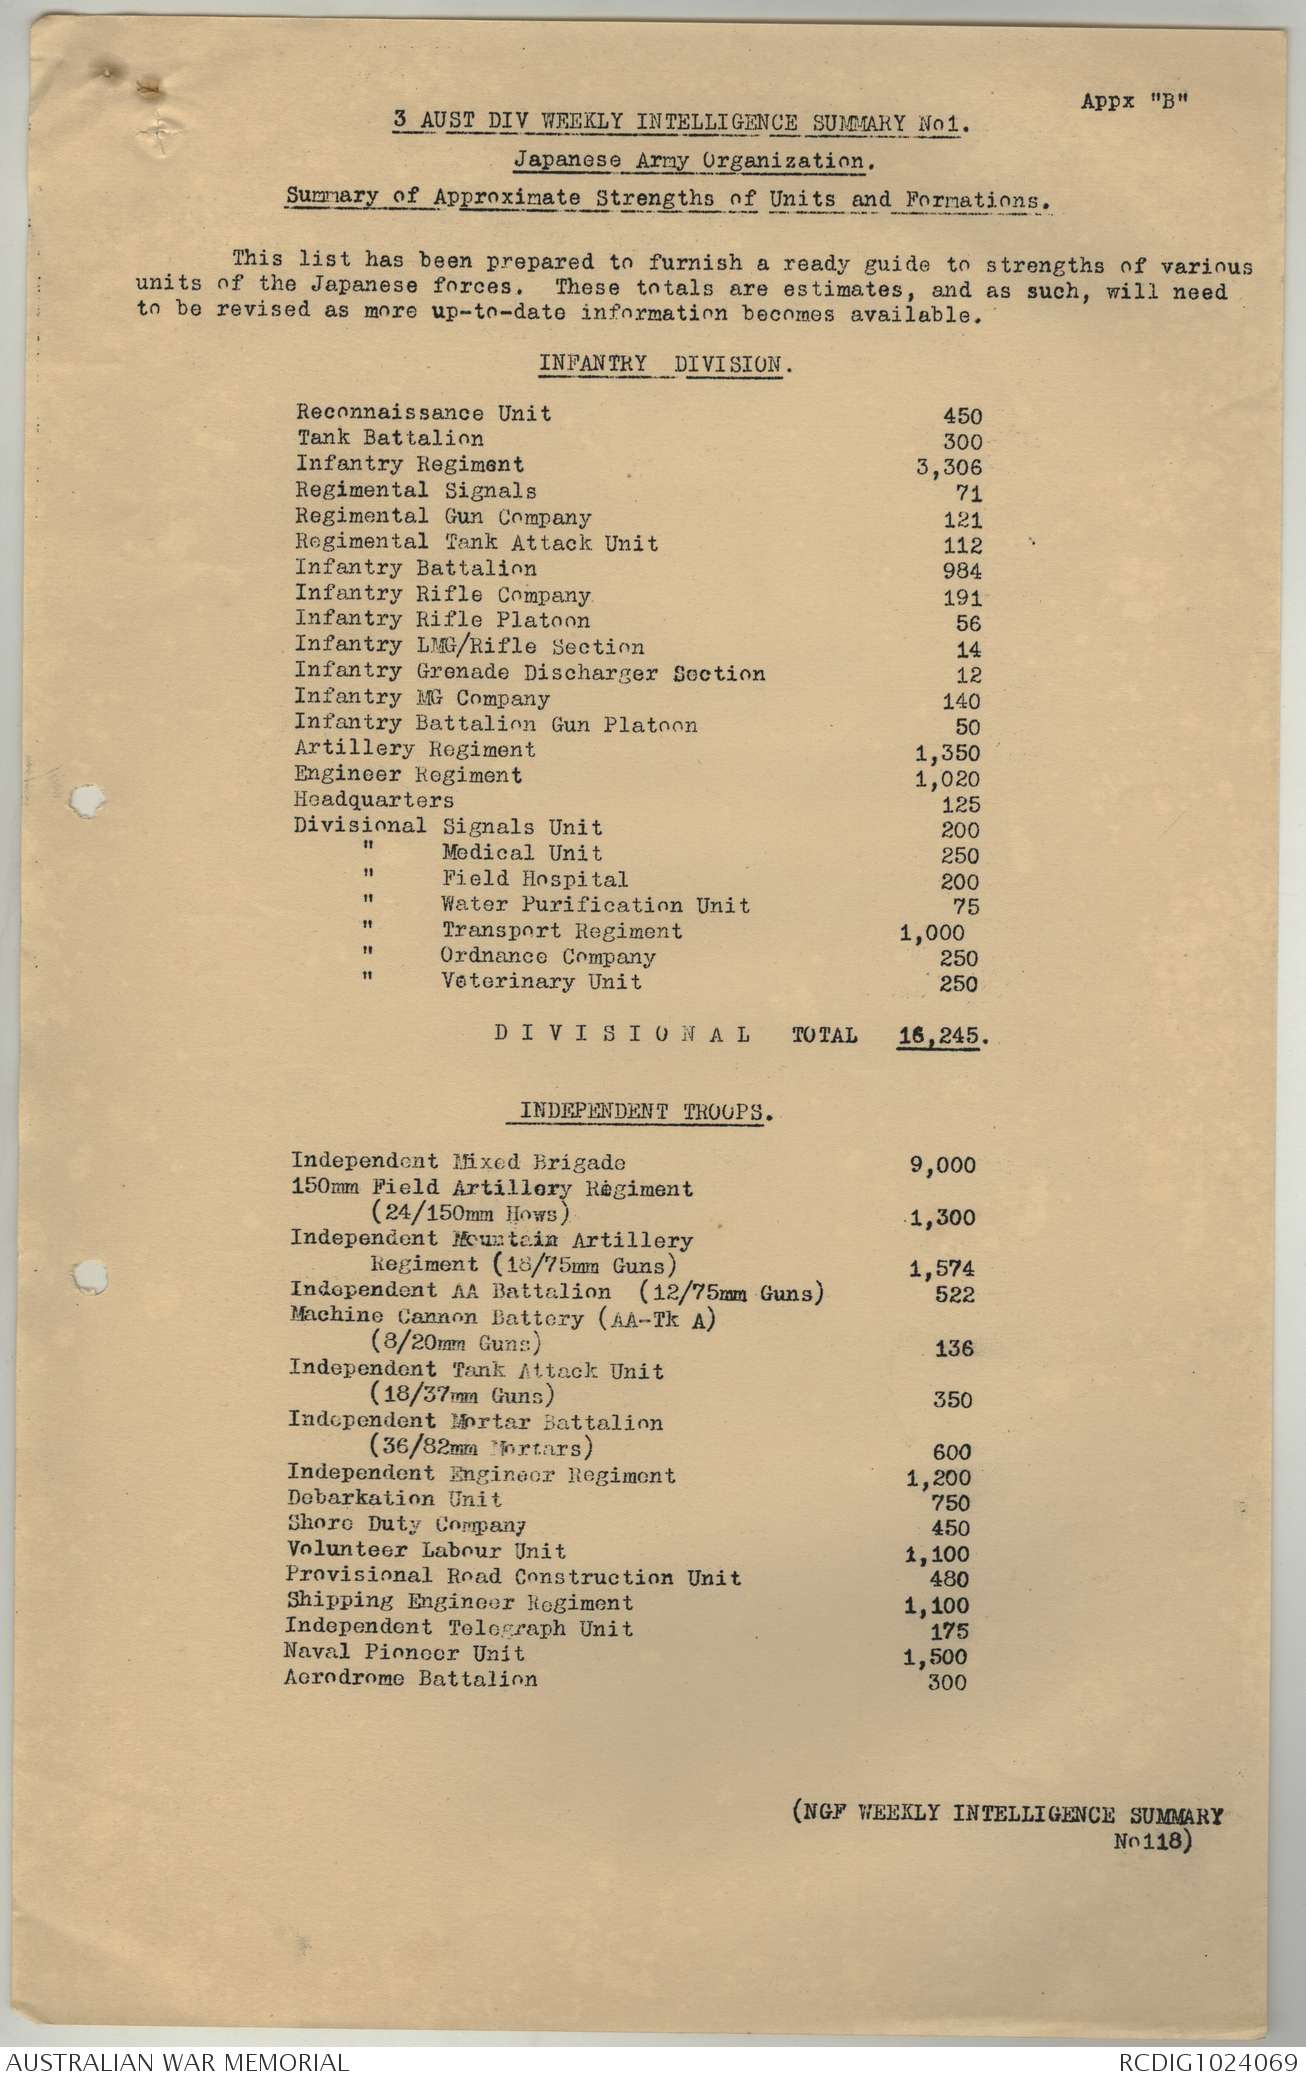 Appx "B"
3 AUST DIV WEEKLY INTELLIGENCE SUMMARY No1.
Japanese Army Organization.
Summary of Approximate Strengths of Units and Formations.
This list has been prepared to furnish a ready guide to strengths of various
units of the Japanese forces. These totals are estimates, and as such, will need
to be revised as more up-to-date information becomes available.
INFANTRY DIVISION.
Reconnaissance Unit 450
Tank Battalion 300
Infantry Regiment 3,306
Regimental Signals 71
Regimental Gun Company 121
Regimental Tank Attack Unit 112
Infantry Battalion 984
Infantry Rifle Company 191
Infantry Rifle Platoon 56
Infantry LMG/Rifle Section 14
Infantry Grenade Discharger Section 12
Infantry MG Company 140
Infantry Battalion Gun Platoon 50
Artillery Regiment 1,350
Engineer Regiment 1,020
Headquarters 125
Divisional Signals Unit 200
" Medical Unit 250
" Field Hospital 200
" Water Purification Unit 75
" Transport Regiment 1,000
" Ordnance Company 250
" Veterinary Unit 250
D I V I S I O N A L TOTAL 16,245.
INDEPENDENT TROOPS.
Independent Mixed Brigade 9,000
150mm Field Artillery Regiment
(24/150mm Hows) 1,300
Independent Mountain Artillery
Regiment (18/75mm Guns) 1,574
Independent AA Battalion (12/75mm Guns) 522
Machine Cannon Battery (AA-Tk A)
(8/20mm Guns) 136
Independent Tank Attack Unit
(18/37mm Guns) 350
Independent Mortar Battalion
(36/82mm Mortars) 600
Independent Engineer Regiment 1,200
Debarkation Unit 750
Shore Duty Company 450
Volunteer Labour Unit 1,100
Provisional Road Construction Unit 480
Shipping Engineer Regiment 1,100
Independent Telegraph Unit 175
Naval Pioneer Unit 1,500
Aerodrome Battalion 300
(NGF WEEKLY INTELLIGENCE SUMMARY
No118)
AUSTRALIAN WAR MEMORIAL RCDIG1024069